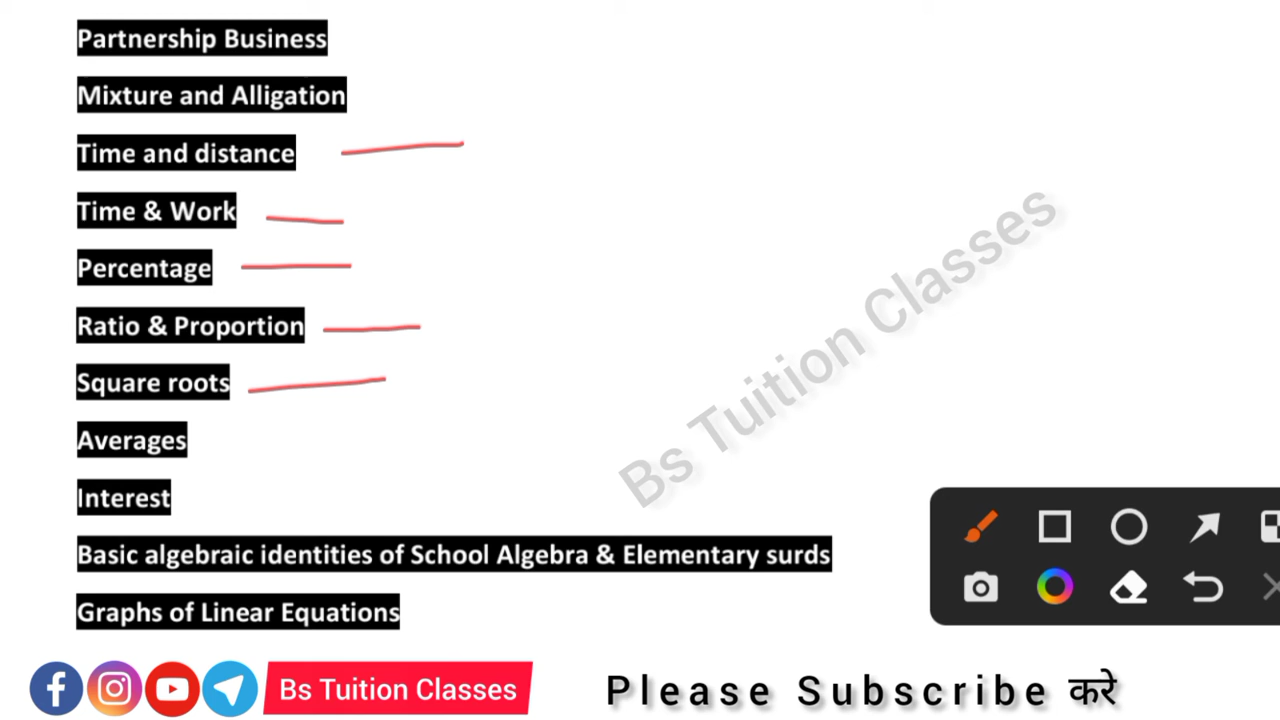 Partnership Business
Mixture and Alligation
Time and distance
Time & Work
Percentage
Ratio & Proportion
Square roots
Averages
Interest
Basic algebraic identities of School Algebra & Elementary surds
Graphs of Linear Equations
Bs Tuition Classes
Bs Tuition Classes
Please Subscribe करे